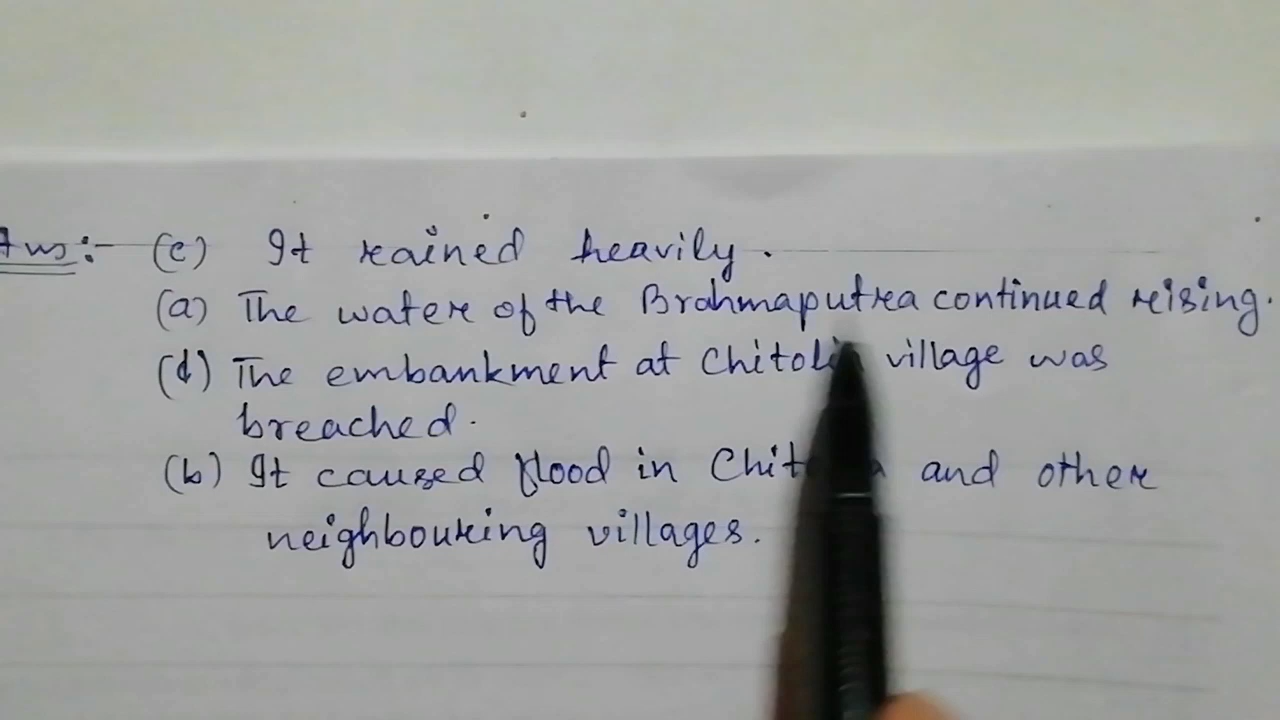 Ans:- (c) It rained heavily.
(a) The water of the Brahmaputra continued rising.
(d) The embankment at Chitolia village was
breached.
(b) It caused flood in and other
neighbouring villages.